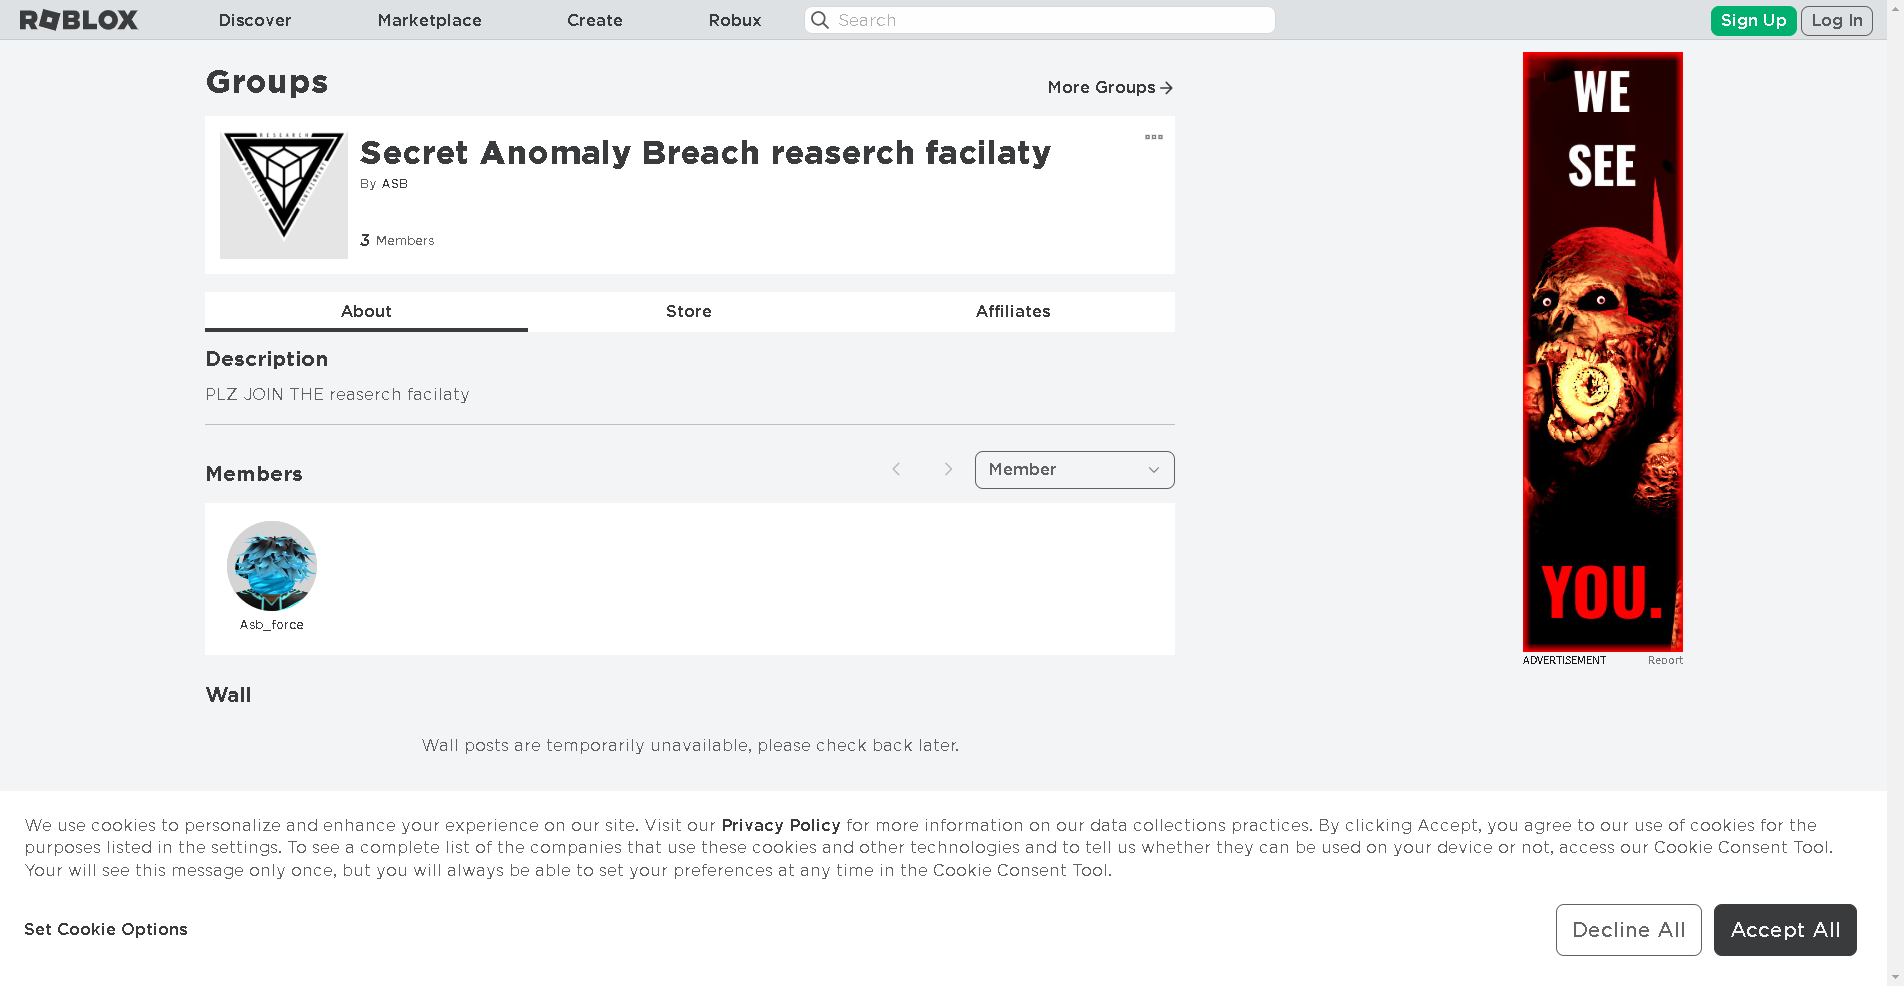 ROBLOX
Discover
Marketplace
Create
Robux
Search
Sign Up
Log In
Groups
More Groups
RESEARCH
Secret Anomaly Breach reaserch facilaty
By ASB
3 Members
About
Store
Affiliates
Description
PLZ JOIN THE reaserch facilaty
Members
Member
Asb_force
Wall
Wall posts are temporarily unavailable, please check back later.
WE
SEE
YOU.
ADVERTISEMENT
Report
We use cookies to personalize and enhance your experience on our site. Visit our Privacy Policy for more information on our data collections practices. By clicking Accept, you agree to our use of cookies for the
purposes listed in the settings. To see a complete list of the companies that use these cookies and other technologies and to tell us whether they can be used on your device or not, access our Cookie Consent Tool.
Your will see this message only once, but you will always be able to set your preferences at any time in the Cookie Consent Tool.
Set Cookie Options
Decline All
Accept All